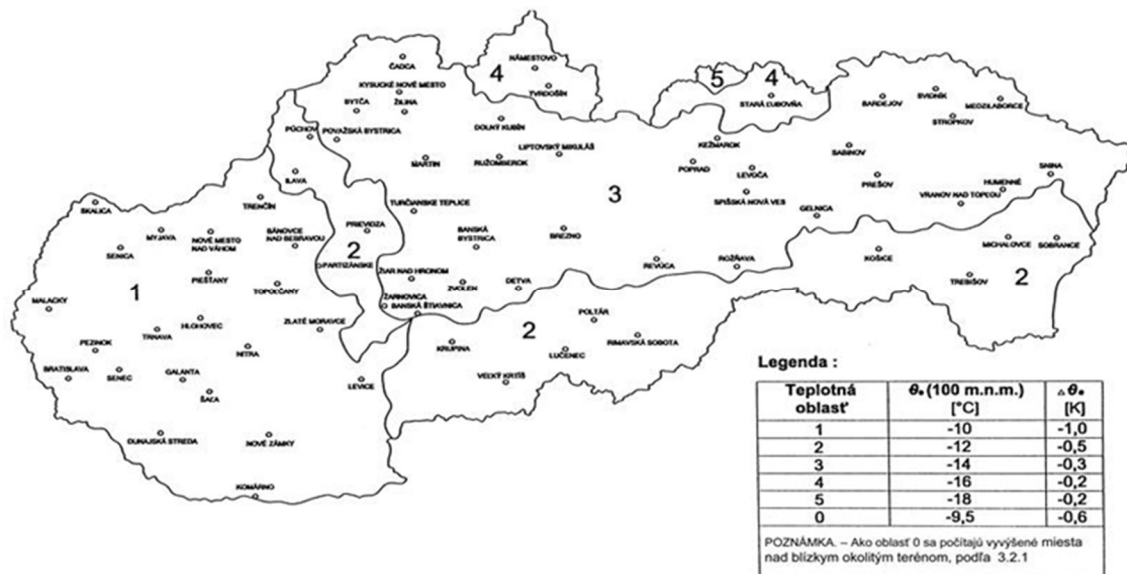 ČADCA
NÁMESTOVO
4
KYSUCKÉ NOVÉ MESTO
TVRDOŠÍN
5
4
BYTČA
ŽILINA
STARÁ ĽUBOVŇA
BARDEJOV
SVIDNÍK
MEDZILABORCE
STROPKOV
PÚCHOV
POVAŽSKÁ BYSTRICA
DOLNÝ KUBÍN
LIPTOVSKÝ MIKULÁŠ
KEŽMAROK
SABINOV
MARTIN
RUŽOMBEROK
POPRAD
LEVOČA
ILAVA
PREŠOV
SNINA
HUMENNÉ
VRANOV NAD TOPĽOU
SPIŠSKÁ NOVÁ VES
3
TRENČÍN
SKALICA
TURČIANSKE TEPLICE
GELNICA
MYJAVA
NOVÉ MESTO
NAD VÁHOM
BÁNOVCE
NAD BEBRAVOU
PRIEVIDZA
BANSKÁ
BYSTRICA
BREZNO
SENICA
2
KOŠICE
MICHALOVCE
SOBRANCE
PARTIZÁNSKE
REVÚCA
ROŽŇAVA
PIEŠŤANY
ŽIAR NAD HRONOM
TREBIŠOV
2
1
TOPOĽČANY
ZVOLEN
DETVA
MALACKY
ŽARNOVICA
BANSKÁ ŠTIAVNICA
HLOHOVEC
ZLATÉ MORAVCE
POLTÁR
2
TRNAVA
KRUPINA
RIMAVSKÁ SOBOTA
PEZINOK
NITRA
LUČENEC
BRATISLAVA
SENEC
GALANTA
LEVICE
VEĽKÝ KRTÍŠ
ŠAĽA
DUNAJSKÁ STREDA
NOVÉ ZÁMKY
KOMÁRNO
Legenda :
Teplotná oblasť θe (100 m.n.m.) [°C] △θe [K]
1 -10 -1,0
2 -12 -0,5
3 -14 -0,3
4 -16 -0,2
5 -18 -0,2
0 -9,5 -0,6
POZNÁMKA. – Ako oblasť 0 sa počítajú vyvýšené miesta
nad blízkym okolitým terénom, podľa 3.2.1